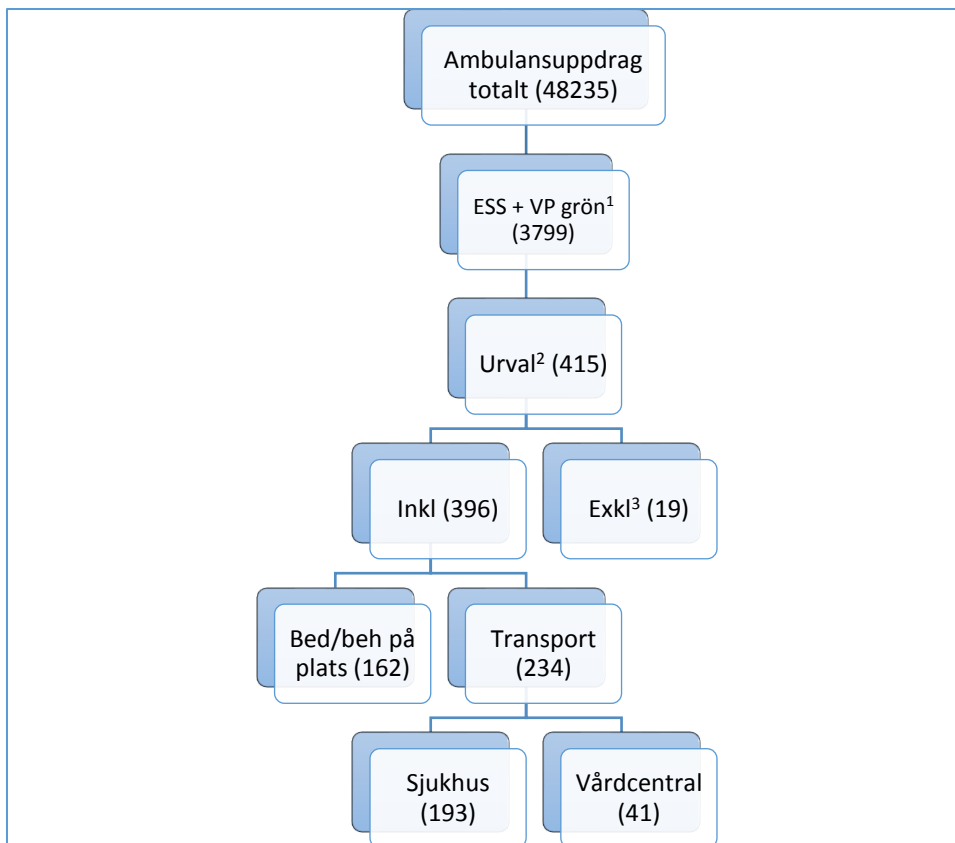 Ambulansuppdrag
totalt (48235)
ESS + VP grön¹
(3799)
Urval² (415)
Inkl (396)
Exkl³ (19)
Bed/beh på
plats (162)
Transport
(234)
Sjukhus
(193)
Vårdcentral
(41)